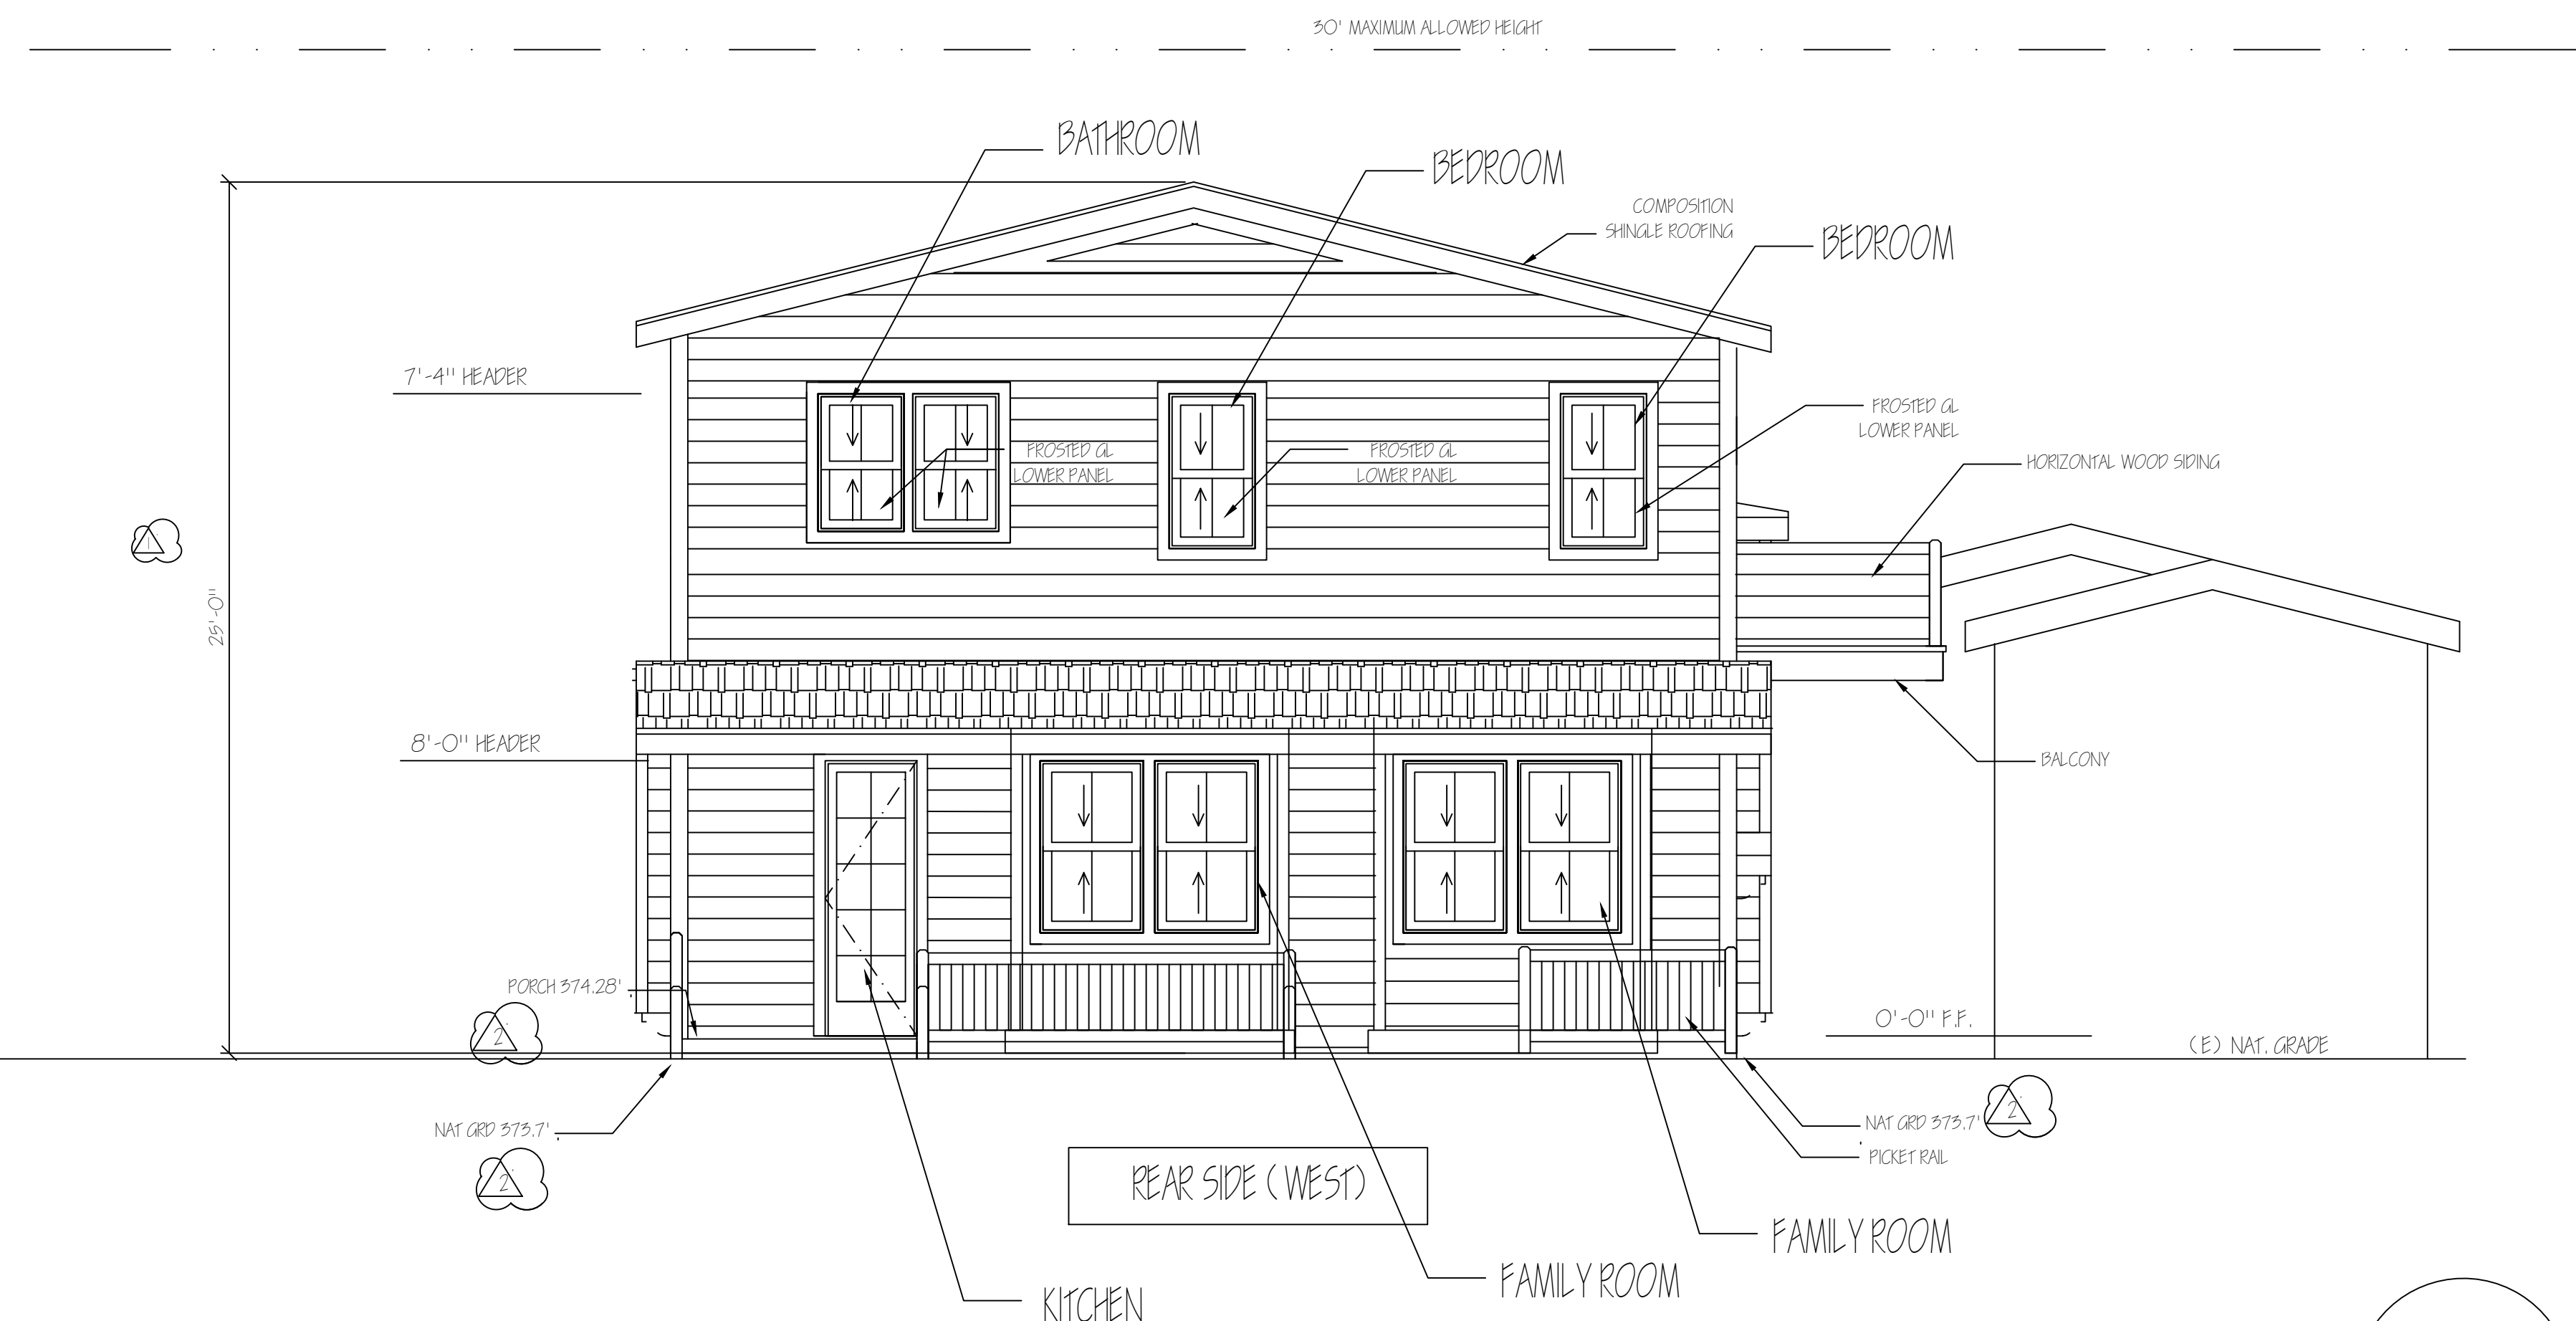 30' MAXIMUM ALLOWED HEIGHT
BATHROOM
BEDROOM
COMPOSITION
SHINGLE ROOFING
BEDROOM
7'-4" HEADER
FROSTED GL
LOWER PANEL
FROSTED GL
LOWER PANEL
FROSTED GL
LOWER PANEL
HORIZONTAL WOOD SIDING
1
25'-0"
8'-0" HEADER
BALCONY
PORCH 374.28'
2
0'-0" F.F.
(E) NAT. GRADE
NAT GRD 373.7'
2
NAT GRD 373.7'
2
PICKET RAIL
REAR SIDE (WEST)
FAMILY ROOM
FAMILY ROOM
KITCHEN